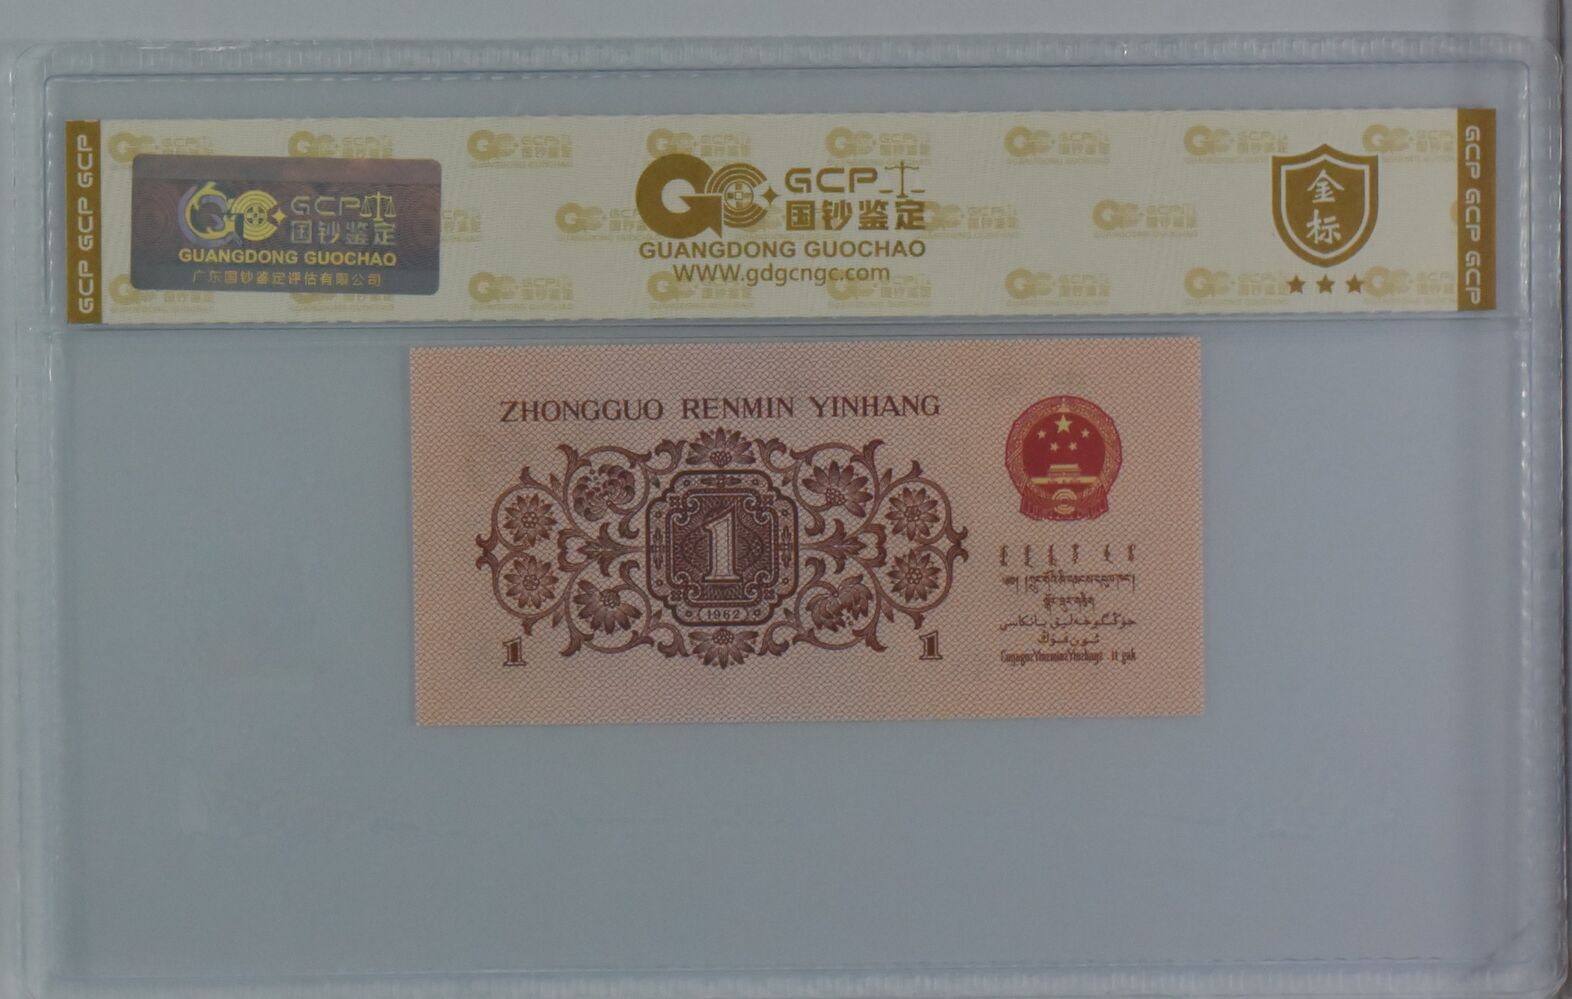 GCP GCP GCP
GCP
国钞鉴定
GUANGDONG GUOCHAO
广东国钞鉴定评估有限公司
GCP
国钞鉴定
GUANGDONG GUOCHAO
WWW.gdgcngc.com
金
标
GCP GCP GCP
ZHONGGUO RENMIN YINHANG
1
(1962)
1
1